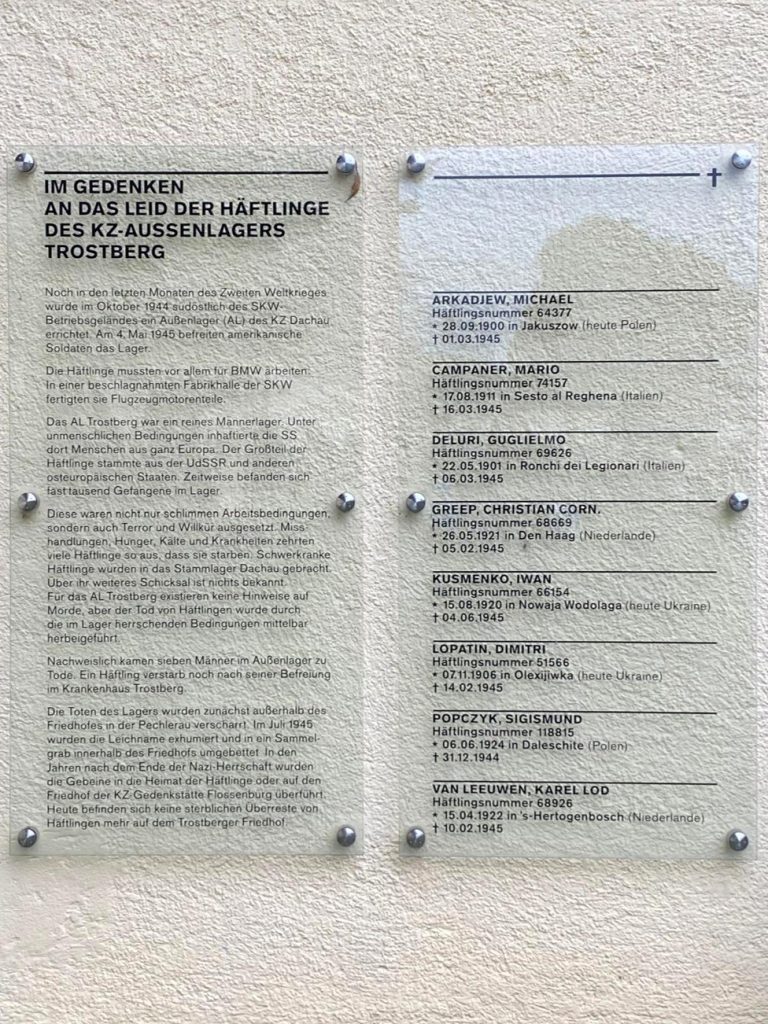 IM GEDENKEN
AN DAS LEID DER HÄFTLINGE
DES KZ-AUSSENLAGERS
TROSTBERG
Noch in den letzten Monaten des Zweiten Weltkrieges
wurde im Oktober 1944 südöstlich des SKW-
Betriebsgeländes ein Außenlager (AL) des KZ Dachau
errichtet. Am 4. Mai 1945 befreiten amerikanische
Soldaten das Lager.
Die Häftlinge mussten vor allem für BMW arbeiten:
In einer beschlagnahmten Fabrikhalle der SKW
fertigten sie Flugzeugmotorenteile.
Das AL Trostberg war ein reines Männerlager. Unter
unmenschlichen Bedingungen inhaftierte die SS
dort Menschen aus ganz Europa. Der Großteil der
Häftlinge stammte aus der UdSSR und anderen
osteuropäischen Staaten. Zeitweise befanden sich
fast tausend Gefangene im Lager.
Diese waren nicht nur schlimmen Arbeitsbedingungen,
sondern auch Terror und Willkür ausgesetzt. Miss-
handlungen, Hunger, Kälte und Krankheiten zehrten
viele Häftlinge so aus, dass sie starben. Schwerkranke
Häftlinge wurden in das Stammlager Dachau gebracht.
Über ihr weiteres Schicksal ist nichts bekannt.
Für das AL Trostberg existieren keine Hinweise auf
Morde, aber der Tod von Häftlingen wurde durch
die im Lager herrschenden Bedingungen mittelbar
herbeigeführt.
Nachweislich kamen sieben Männer im Außenlager zu
Tode. Ein Häftling verstarb noch nach seiner Befreiung
im Krankenhaus Trostberg.
Die Toten des Lagers wurden zunächst außerhalb des
Friedhofes in der Pechlerau verscharrt. Im Juli 1945
wurden die Leichname exhumiert und in ein Sammel-
grab innerhalb des Friedhofs umgebettet. In den
Jahren nach dem Ende der Nazi-Herrschaft wurden
die Gebeine in die Heimat der Häftlinge oder auf den
Friedhof der KZ-Gedenkstätte Flossenburg überführt.
Heute befinden sich keine sterblichen Überreste von
Häftlingen mehr auf dem Trostberger Friedhof.
†
ARKADJEW, MICHAEL
Häftlingsnummer 64377
* 28.09.1900 in Jakuszow (heute Polen)
† 01.03.1945
CAMPANER, MARIO
Häftlingsnummer 74157
* 17.08.1911 in Sesto al Reghena (Italien)
† 16.03.1945
DELURI, GUGLIELMO
Häftlingsnummer 69626
* 22.05.1901 in Ronchi dei Legionari (Italien)
† 06.03.1945
GREEP, CHRISTIAN CORN.
Häftlingsnummer 68669
* 26.05.1921 in Den Haag (Niederlande)
† 05.02.1945
KUSMENKO, IWAN
Häftlingsnummer 66154
* 15.08.1920 in Nowaja Wodolaga (heute Ukraine)
† 04.06.1945
LOPATIN, DIMITRI
Häftlingsnummer 51566
* 07.11.1906 in Olexijiwka (heute Ukraine)
† 14.02.1945
POPCZYK, SIGISMUND
Häftlingsnummer 118815
* 06.06.1924 in Daleschite (Polen)
† 31.12.1944
VAN LEEUWEN, KAREL LOD
Häftlingsnummer 68926
* 15.04.1922 in 's-Hertogenbosch (Niederlande)
† 10.02.1945